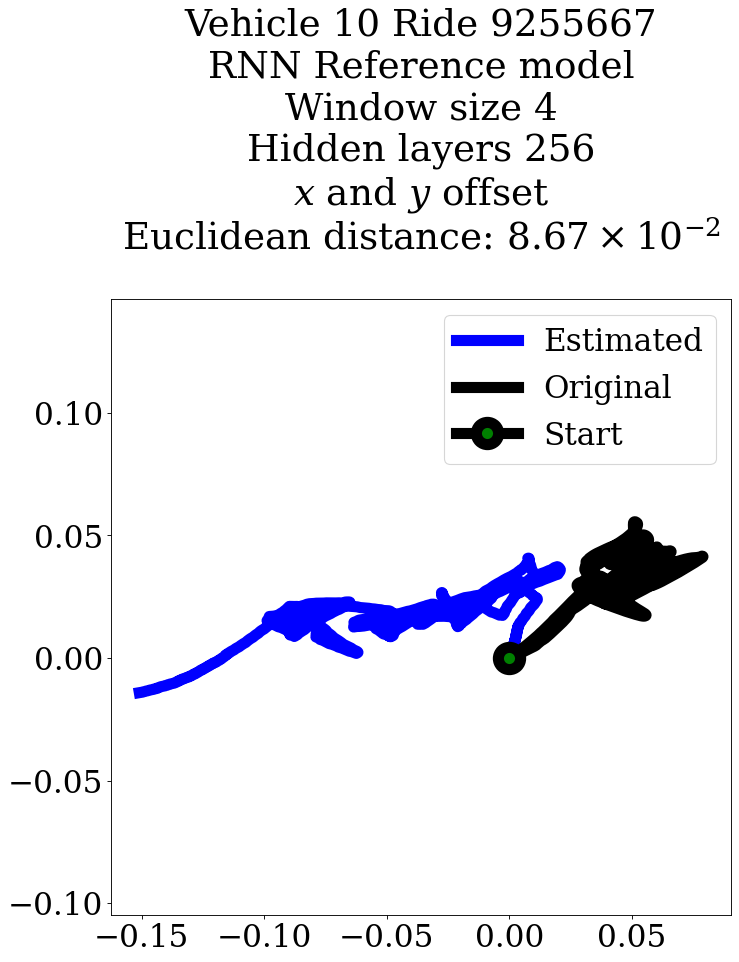 Vehicle 10 Ride 9255667
RNN Reference model
Window size 4
Hidden layers 256
x and y offset
Euclidean distance: 8.67 × 10⁻²
Estimated
Original
Start
0.10
0.05
0.00
−0.05
−0.10
−0.15 −0.10 −0.05 0.00 0.05